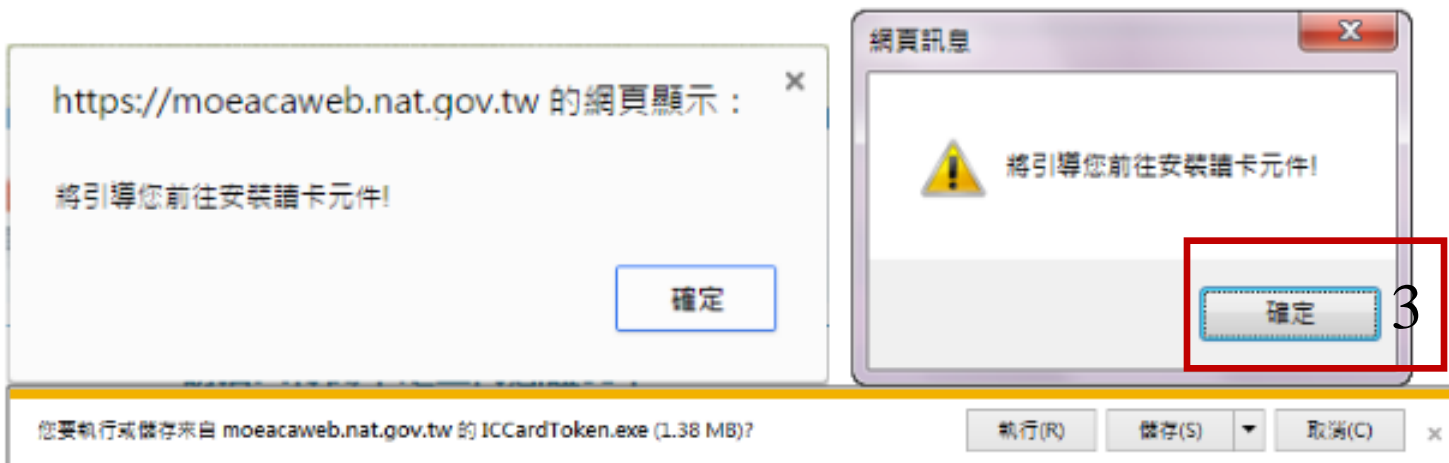 https://moeacaweb.nat.gov.tw 的網頁顯示：
×
將引導您前往安裝讀卡元件!
確定
網頁訊息
將引導您前往安裝讀卡元件!
確定
3
您要執行或儲存來自 moeacaweb.nat.gov.tw 的 ICCardToken.exe (1.38 MB)?
執行(R)
儲存(S)
取消(C)
×